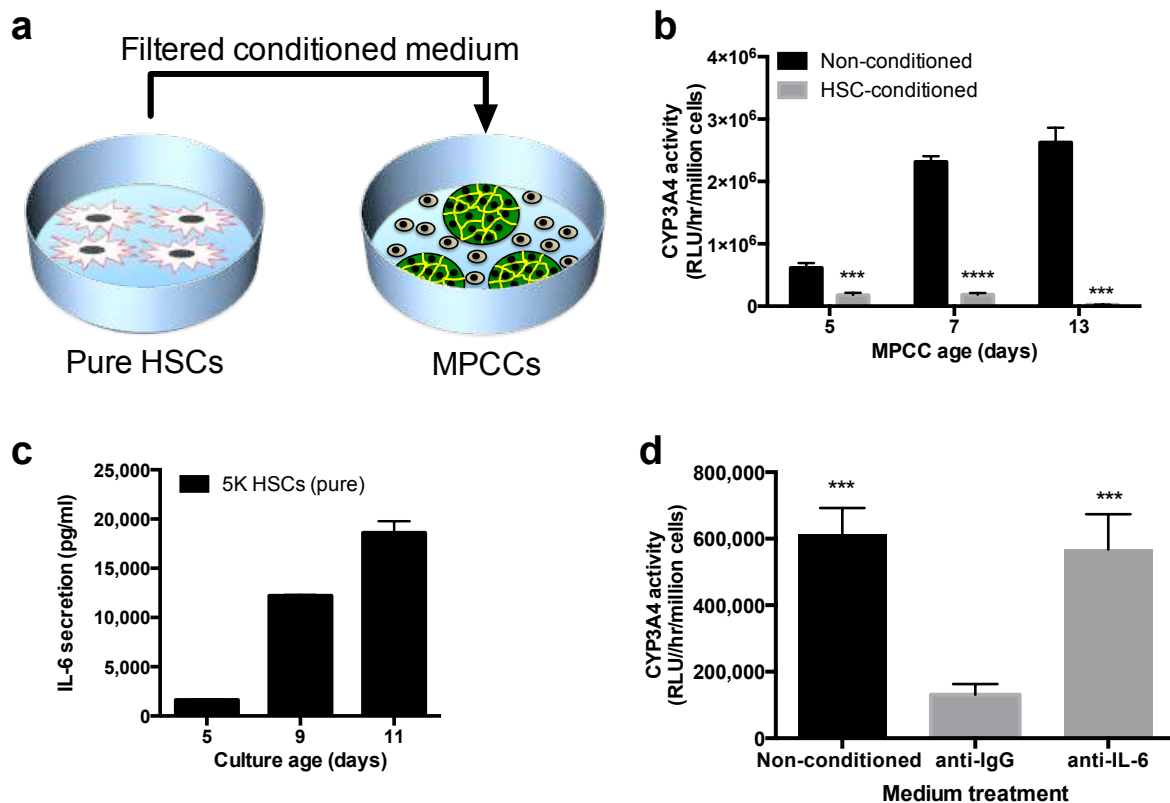 a
Filtered conditioned medium
Pure HSCs
MPCCs
b
CYP3A4 activity
(RLU/hr/million cells)
4×10⁶
3×10⁶
2×10⁶
1×10⁶
0
Non-conditioned
HSC-conditioned
***
****
***
5 7 13
MPCC age (days)
c
IL-6 secretion (pg/ml)
25,000
20,000
15,000
10,000
5,000
0
5K HSCs (pure)
5 9 11
Culture age (days)
d
CYP3A4 activity
(RLU//hr/million cells)
800,000
600,000
400,000
200,000
0
***
***
Non-conditioned anti-IgG anti-IL-6
Medium treatment